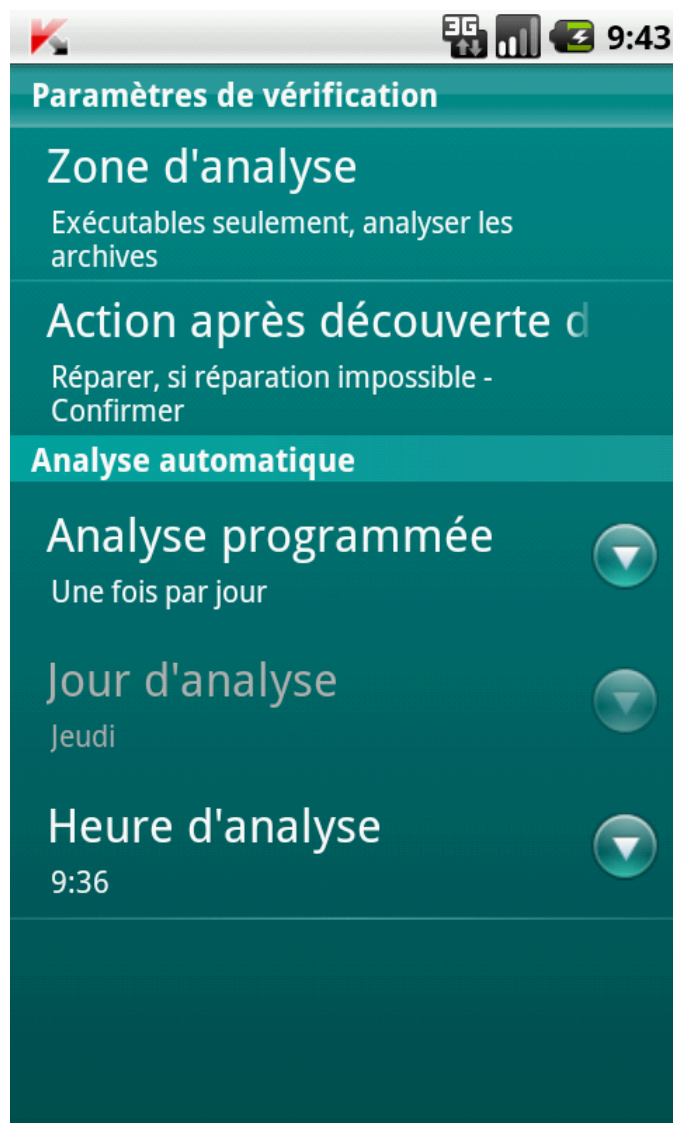 3G 9:43
Paramètres de vérification
Zone d'analyse
Exécutables seulement, analyser les
archives
Action après découverte d
Réparer, si réparation impossible -
Confirmer
Analyse automatique
Analyse programmée
Une fois par jour
Jour d'analyse
Jeudi
Heure d'analyse
9:36